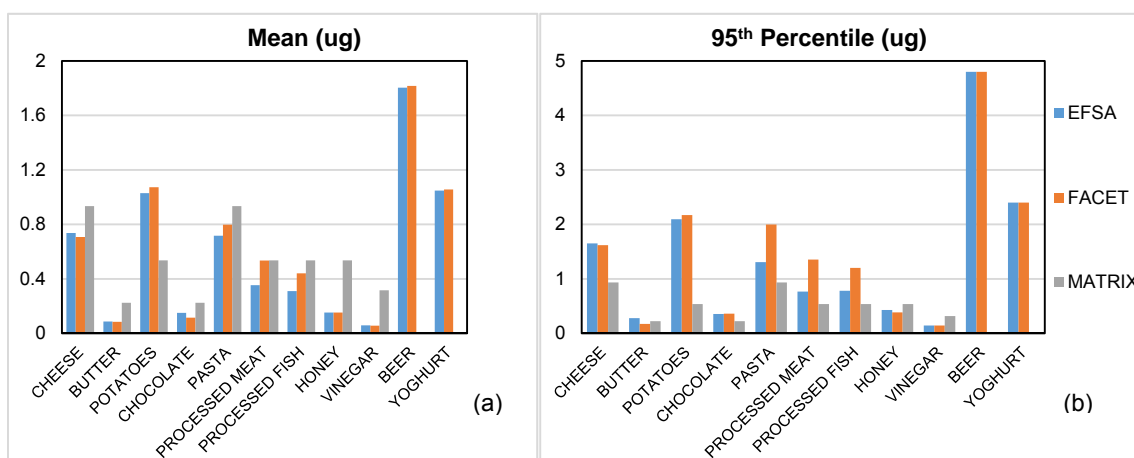 Mean (ug)
2
1.6
1.2
0.8
0.4
0
CHEESE
BUTTER
POTATOES
CHOCOLATE
PASTA
PROCESSED MEAT
PROCESSED FISH
HONEY
VINEGAR
BEER
YOGHURT
(a)
95th Percentile (ug)
5
4
3
2
1
0
CHEESE
BUTTER
POTATOES
CHOCOLATE
PASTA
PROCESSED MEAT
PROCESSED FISH
HONEY
VINEGAR
BEER
YOGHURT
(b)
EFSA
FACET
MATRIX